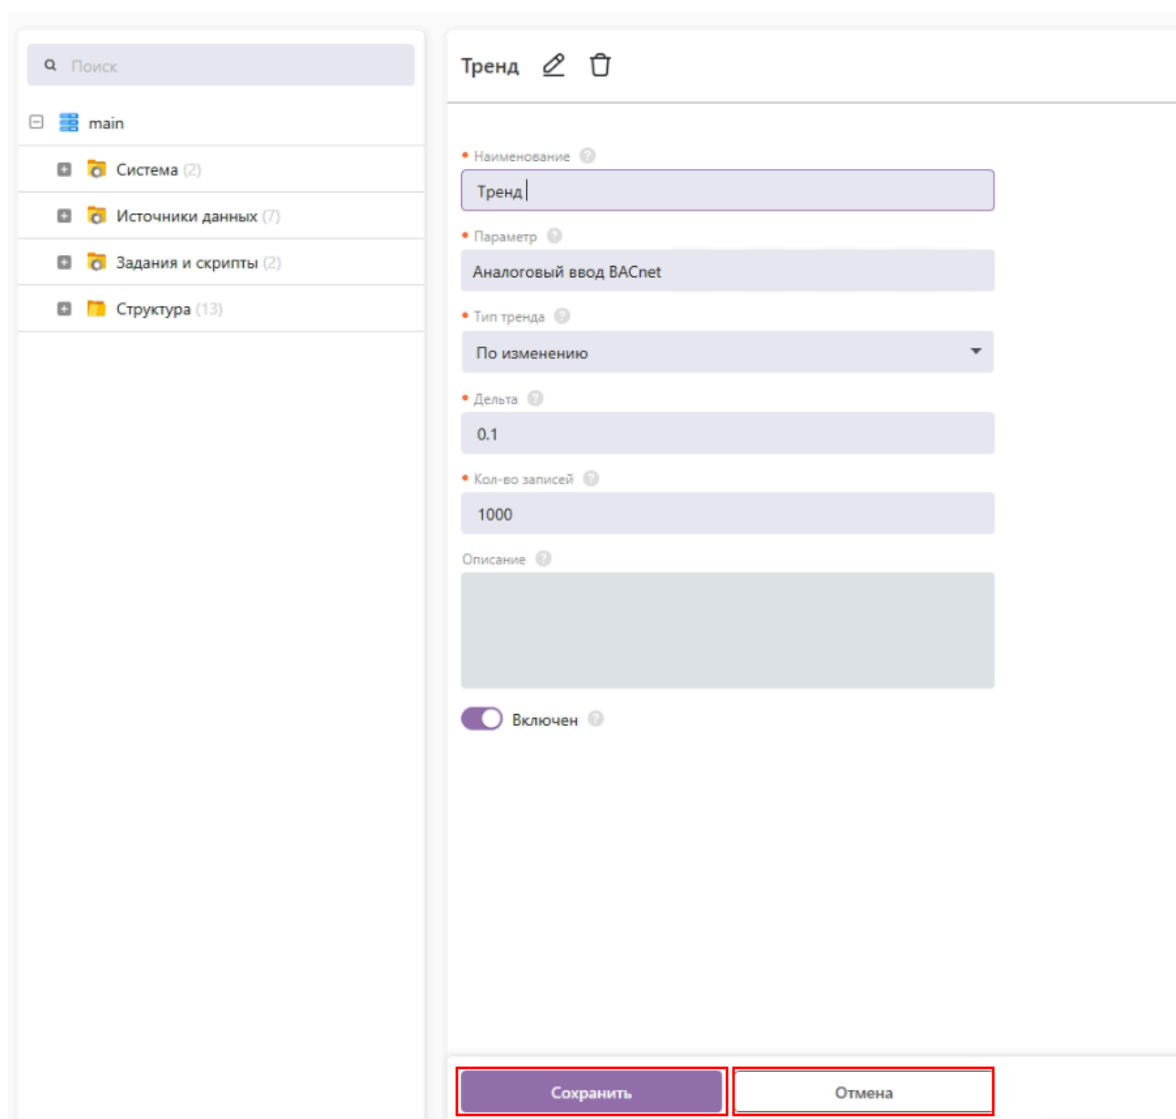 Поиск
main
Система (2)
Источники данных (7)
Задания и скрипты (2)
Структура (13)
Тренд
Наименование
Тренд
Параметр
Аналоговый ввод BACnet
Тип тренда
По изменению
Дельта
0.1
Кол-во записей
1000
Описание
Включен
Сохранить
Отмена